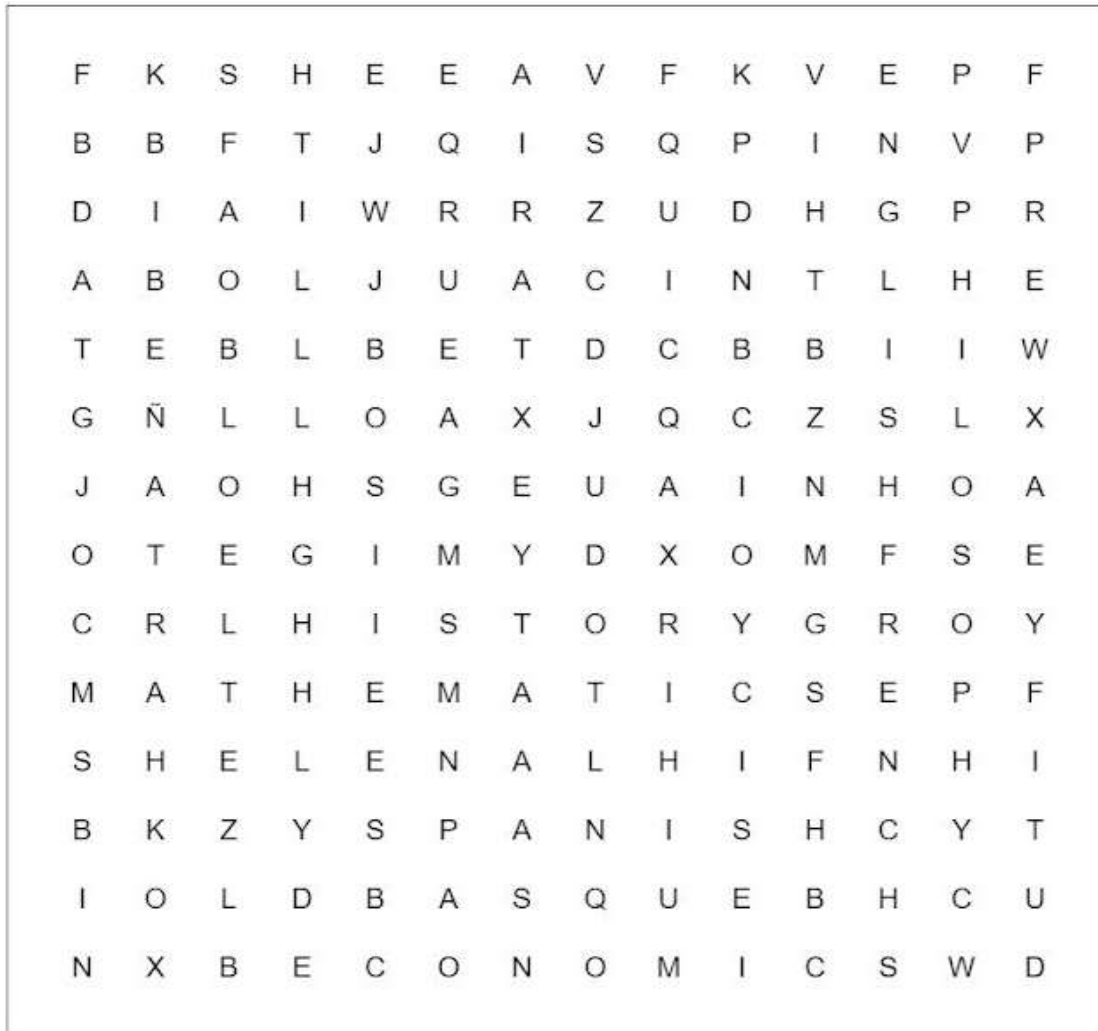 F K S H E E A V F K V E P F
B B F T J Q I S Q P I N V P
D I A I W R R Z U D H G P R
A B O L J U A C I N T L H E
T E B L B E T D C B B I I W
G Ñ L L O A X J Q C Z S L X
J A O H S G E U A I N H O A
O T E G I M Y D X O M F S E
C R L H I S T O R Y G R O Y
M A T H E M A T I C S E P F
S H E L E N A L H I F N H I
B K Z Y S P A N I S H C Y T
I O L D B A S Q U E B H C U
N X B E C O N O M I C S W D